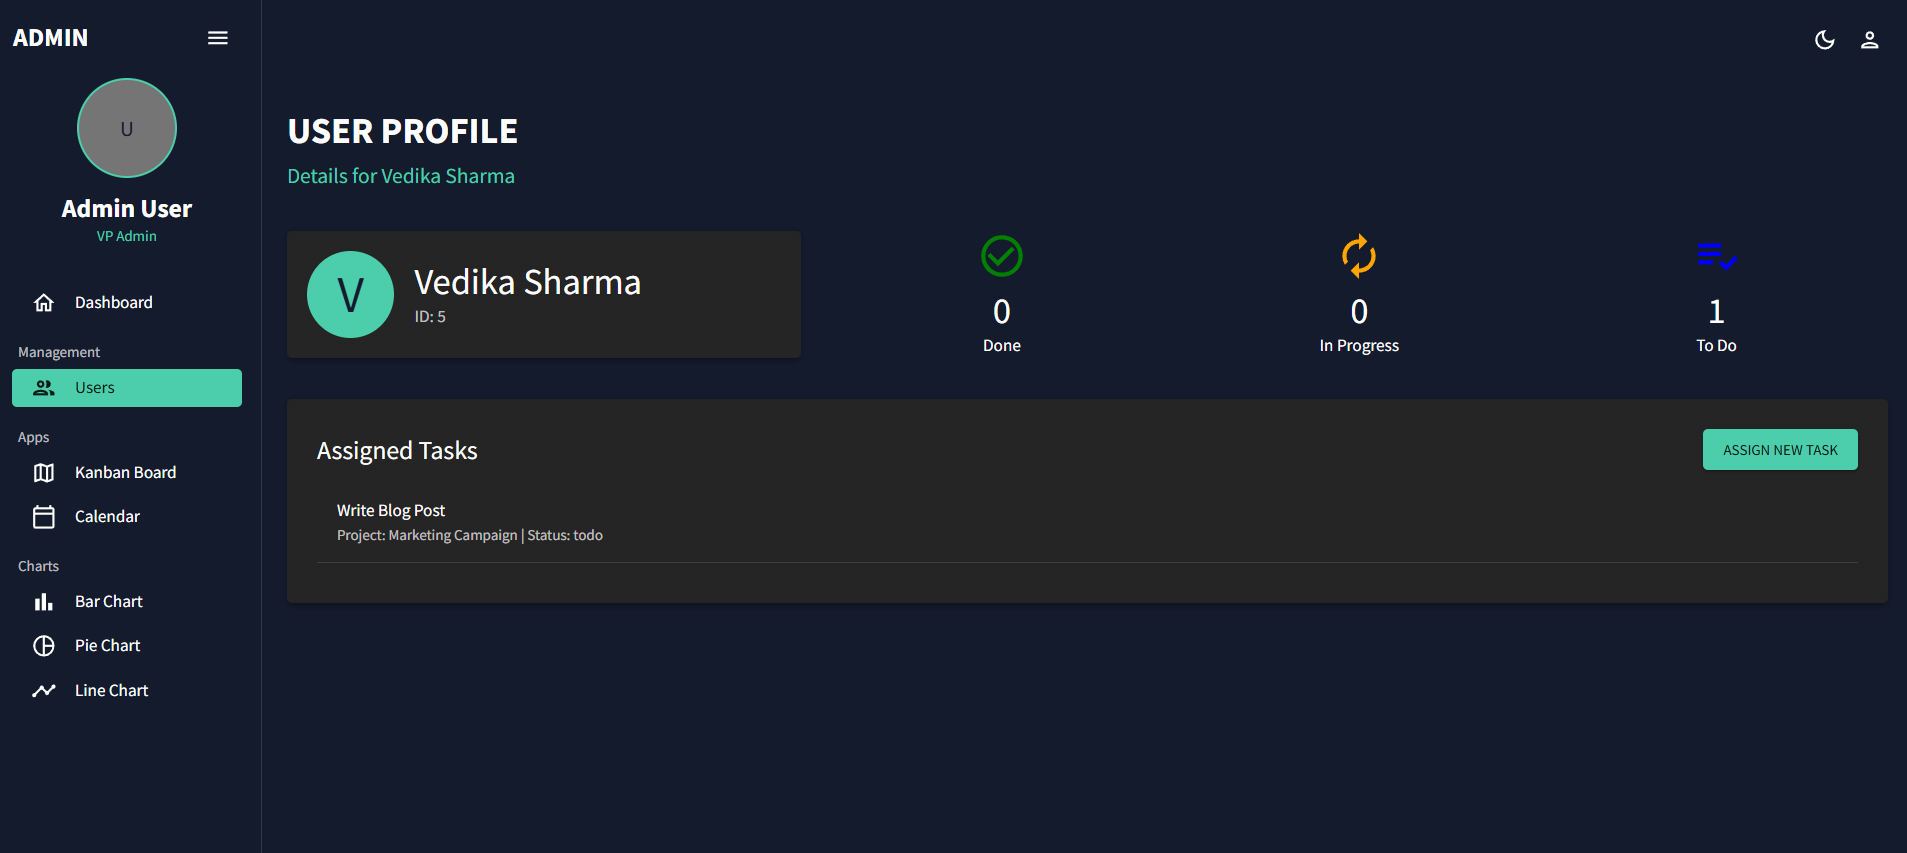 ADMIN
U
Admin User
VP Admin
Dashboard
Management
Users
Apps
Kanban Board
Calendar
Charts
Bar Chart
Pie Chart
Line Chart
USER PROFILE
Details for Vedika Sharma
V
Vedika Sharma
ID: 5
0
Done
0
In Progress
1
To Do
Assigned Tasks
ASSIGN NEW TASK
Write Blog Post
Project: Marketing Campaign | Status: todo